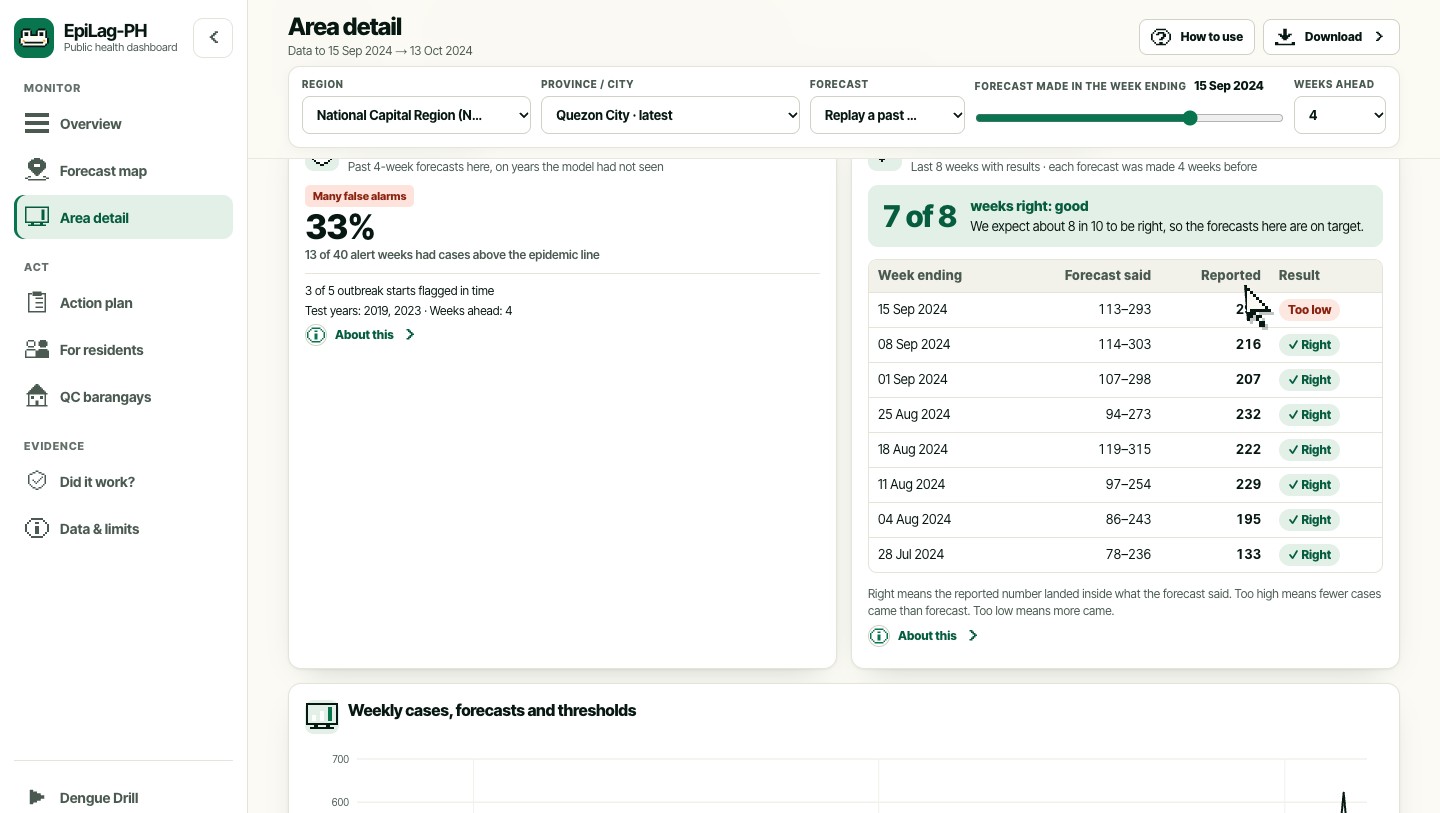 EpiLag-PH
Public health dashboard
MONITOR
Overview
Forecast map
Area detail
ACT
Action plan
For residents
QC barangays
EVIDENCE
Did it work?
Data & limits
Dengue Drill
Area detail
Data to 15 Sep 2024 → 13 Oct 2024
How to use
Download
REGION
National Capital Region (N...
PROVINCE / CITY
Quezon City · latest
FORECAST
Replay a past ...
FORECAST MADE IN THE WEEK ENDING 15 Sep 2024
WEEKS AHEAD
4
Past 4-week forecasts here, on years the model had not seen
Many false alarms
33%
13 of 40 alert weeks had cases above the epidemic line
3 of 5 outbreak starts flagged in time
Test years: 2019, 2023 · Weeks ahead: 4
About this
Last 8 weeks with results · each forecast was made 4 weeks before
7 of 8
weeks right: good
We expect about 8 in 10 to be right, so the forecasts here are on target.
Week ending Forecast said Reported Result
15 Sep 2024 113–293 Too low
08 Sep 2024 114–303 216 ✓ Right
01 Sep 2024 107–298 207 ✓ Right
25 Aug 2024 94–273 232 ✓ Right
18 Aug 2024 119–315 222 ✓ Right
11 Aug 2024 97–254 229 ✓ Right
04 Aug 2024 86–243 195 ✓ Right
28 Jul 2024 78–236 133 ✓ Right
Right means the reported number landed inside what the forecast said. Too high means fewer cases
came than forecast. Too low means more came.
About this
Weekly cases, forecasts and thresholds
700
600